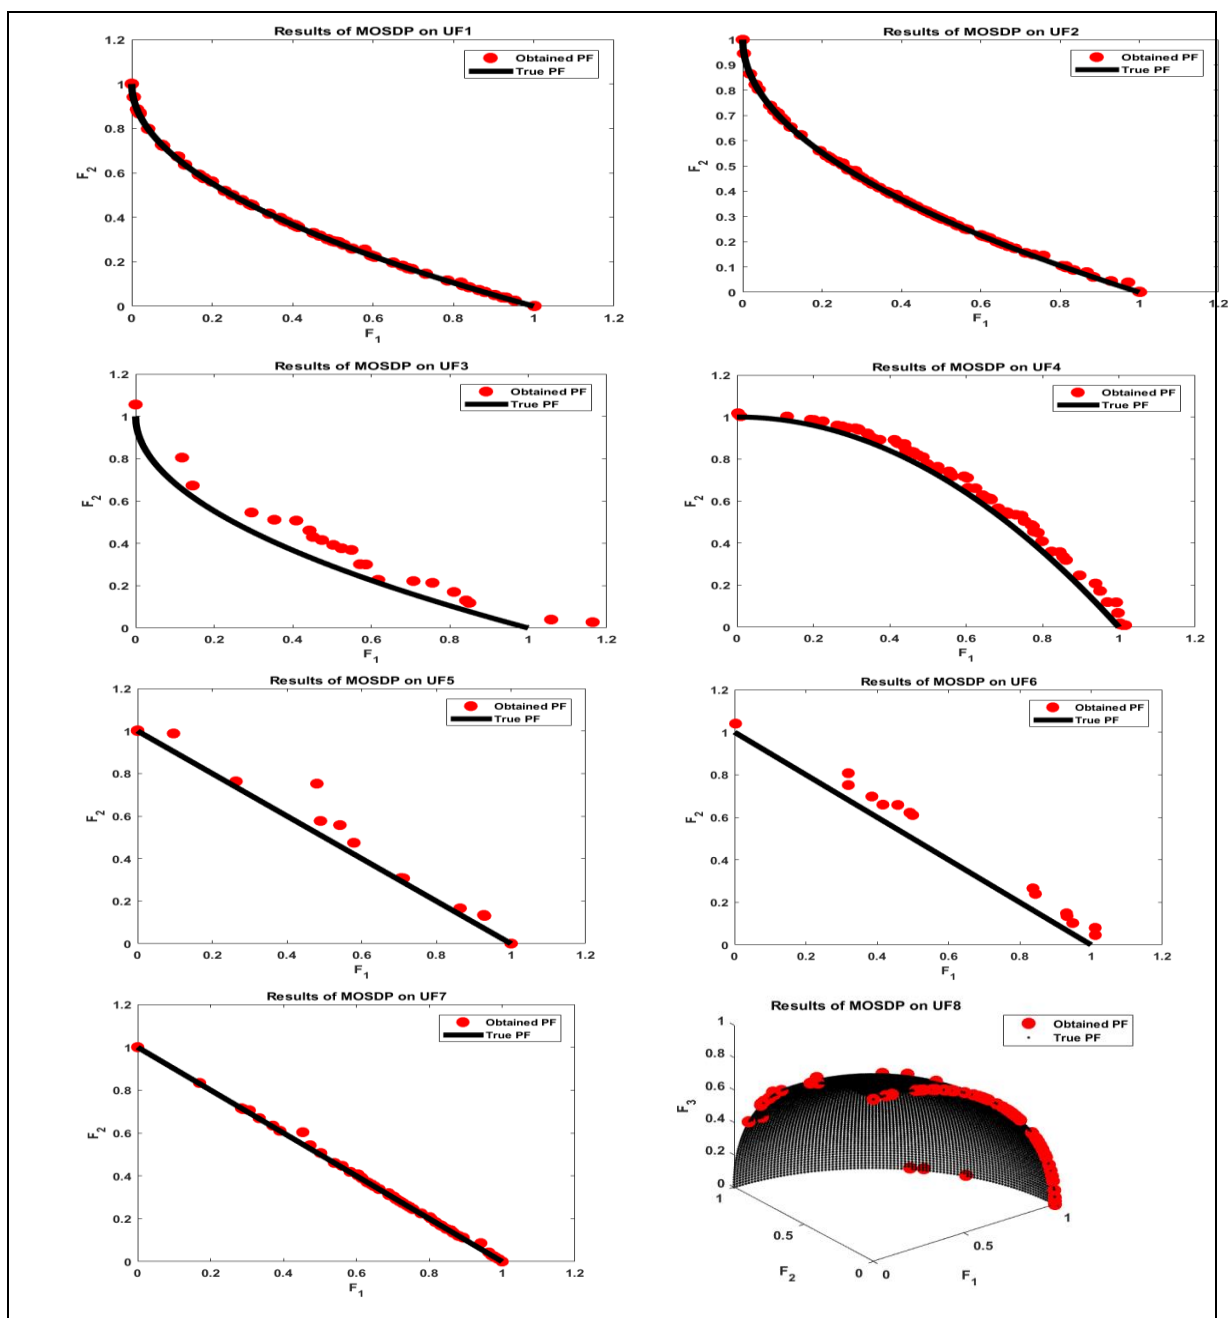 Results of MOSDP on UF1
Obtained PF
True PF
1.2
1
0.8
0.6
0.4
0.2
0
F2
0 0.2 0.4 0.6 0.8 1 1.2
F1
Results of MOSDP on UF2
Obtained PF
True PF
1
0.9
0.8
0.7
0.6
0.5
0.4
0.3
0.2
0.1
0
F2
0 0.2 0.4 0.6 0.8 1 1.2
F1
Results of MOSDP on UF3
Obtained PF
True PF
1.2
1
0.8
0.6
0.4
0.2
0
F2
0 0.2 0.4 0.6 0.8 1 1.2
F1
Results of MOSDP on UF4
Obtained PF
True PF
1.2
1
0.8
0.6
0.4
0.2
0
F2
0 0.2 0.4 0.6 0.8 1 1.2
F1
Results of MOSDP on UF5
Obtained PF
True PF
1.2
1
0.8
0.6
0.4
0.2
0
F2
0 0.2 0.4 0.6 0.8 1 1.2
F1
Results of MOSDP on UF6
Obtained PF
True PF
1.2
1
0.8
0.6
0.4
0.2
0
F2
0 0.2 0.4 0.6 0.8 1 1.2
F1
Results of MOSDP on UF7
Obtained PF
True PF
1.2
1
0.8
0.6
0.4
0.2
0
F2
0 0.2 0.4 0.6 0.8 1 1.2
F1
Results of MOSDP on UF8
Obtained PF
True PF
1
0.8
0.6
0.4
0.2
0
F3
1
0.5
0
F2
0
0.5
1
F1